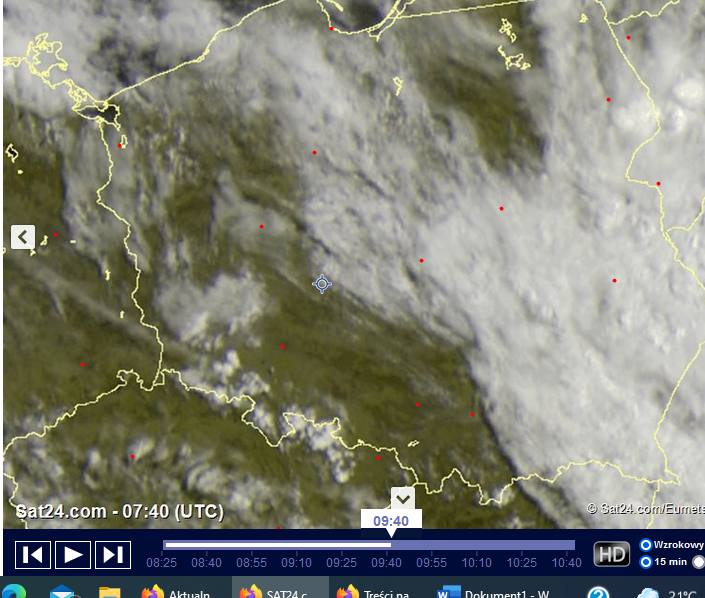 Sat24.com - 07:40 (UTC)
© Sat24.com/Eumets
09:40
08:25 08:40 08:55 09:10 09:25 09:40 09:55 10:10 10:25 10:40
HD
Wzrokowy
15 min
Aktualn
SAT24 c
Treści na
Dokument1 - W
21°C